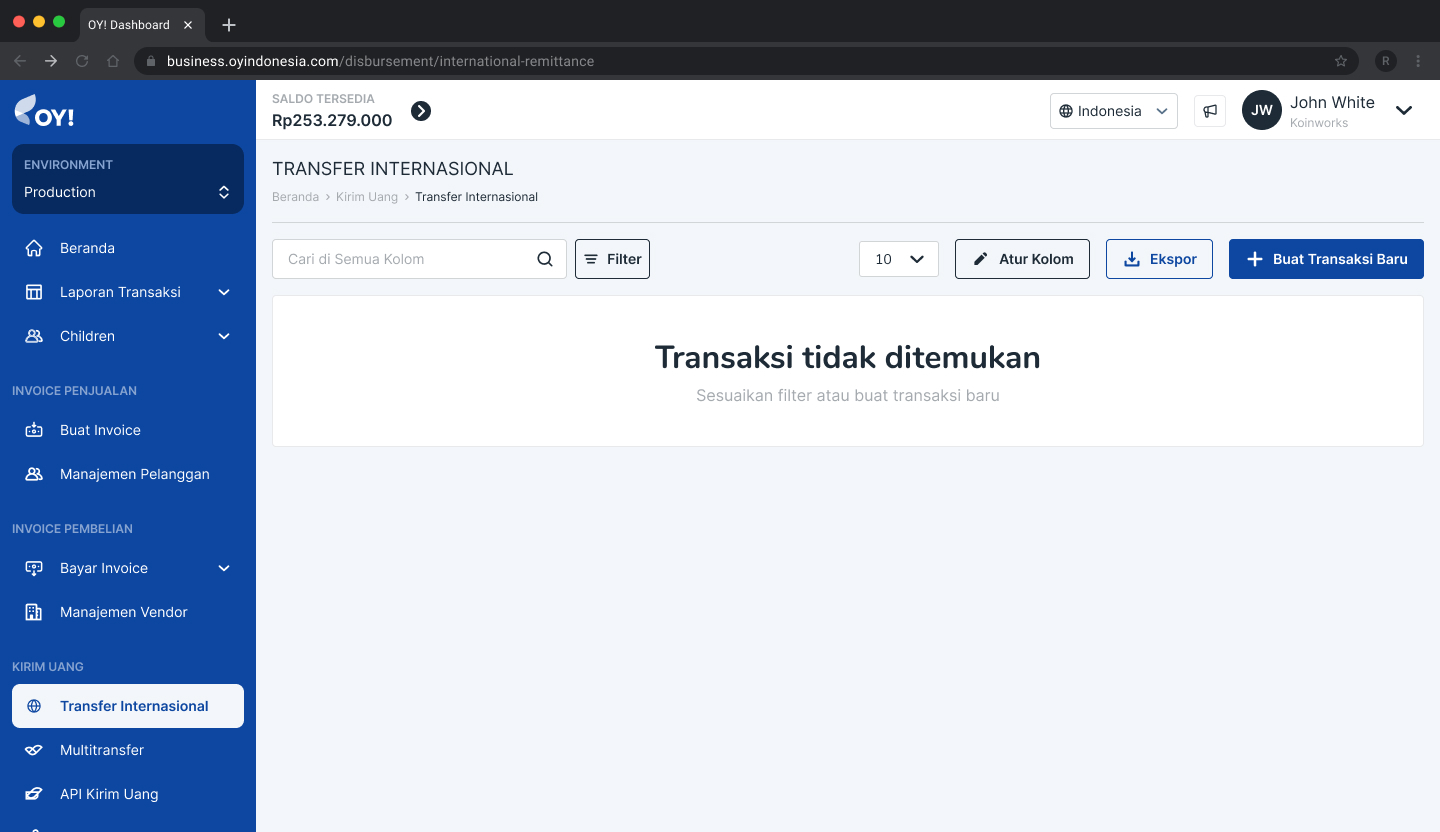 OY! Dashboard
business.oyindonesia.com/disbursement/international-remittance
R
OY!
SALDO TERSEDIA
Rp253.279.000
Indonesia
JW
John White
Koinworks
ENVIRONMENT
Production
Beranda
Laporan Transaksi
Children
INVOICE PENJUALAN
Buat Invoice
Manajemen Pelanggan
INVOICE PEMBELIAN
Bayar Invoice
Manajemen Vendor
KIRIM UANG
Transfer Internasional
Multitransfer
API Kirim Uang
TRANSFER INTERNASIONAL
Beranda › Kirim Uang › Transfer Internasional
Cari di Semua Kolom
Filter
10
Atur Kolom
Ekspor
Buat Transaksi Baru
Transaksi tidak ditemukan
Sesuaikan filter atau buat transaksi baru